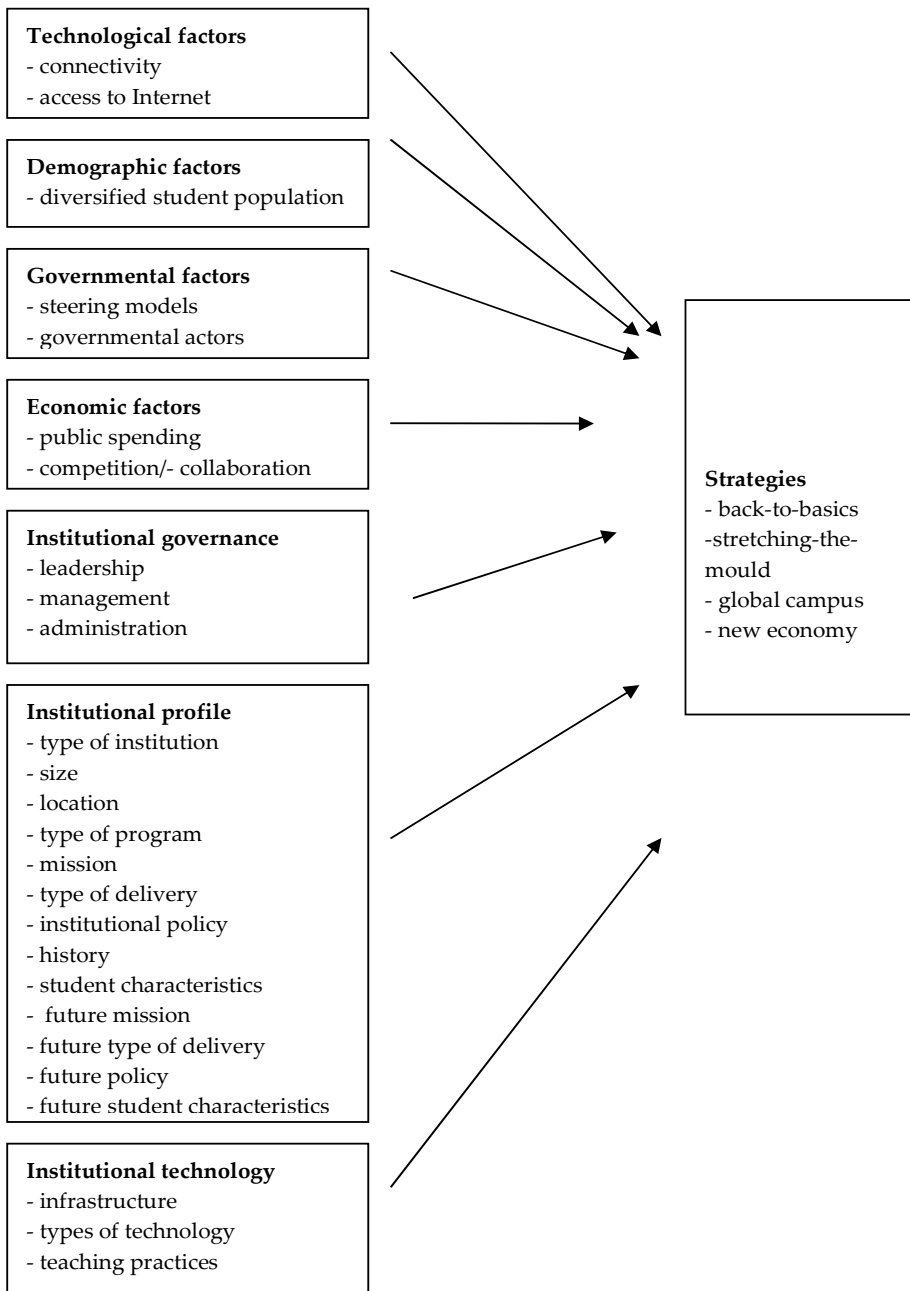 Technological factors
- connectivity
- access to Internet
Demographic factors
- diversified student population
Governmental factors
- steering models
- governmental actors
Economic factors
- public spending
- competition/- collaboration
Institutional governance
- leadership
- management
- administration
Institutional profile
- type of institution
- size
- location
- type of program
- mission
- type of delivery
- institutional policy
- history
- student characteristics
-  future mission
- future type of delivery
- future policy
- future student characteristics
Institutional technology
- infrastructure
- types of technology
- teaching practices
Strategies
- back-to-basics
-stretching-the-
mould
- global campus
- new economy